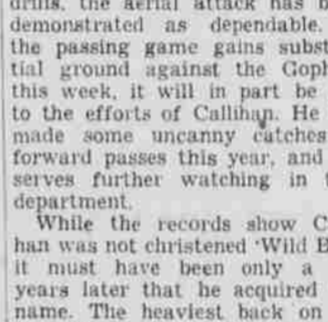 drills, the aerial attack has b
demonstrated as dependable.
the passing game gains subst
tial ground against the Goph
this week, it will in part be
to the efforts of Callihan. He
made some uncanny catches
forward passes this year, and
serves further watching in t
department.
While the records show C
han was not christened 'Wild B
it must have been only a
years later that he acquired
name. The heaviest back on